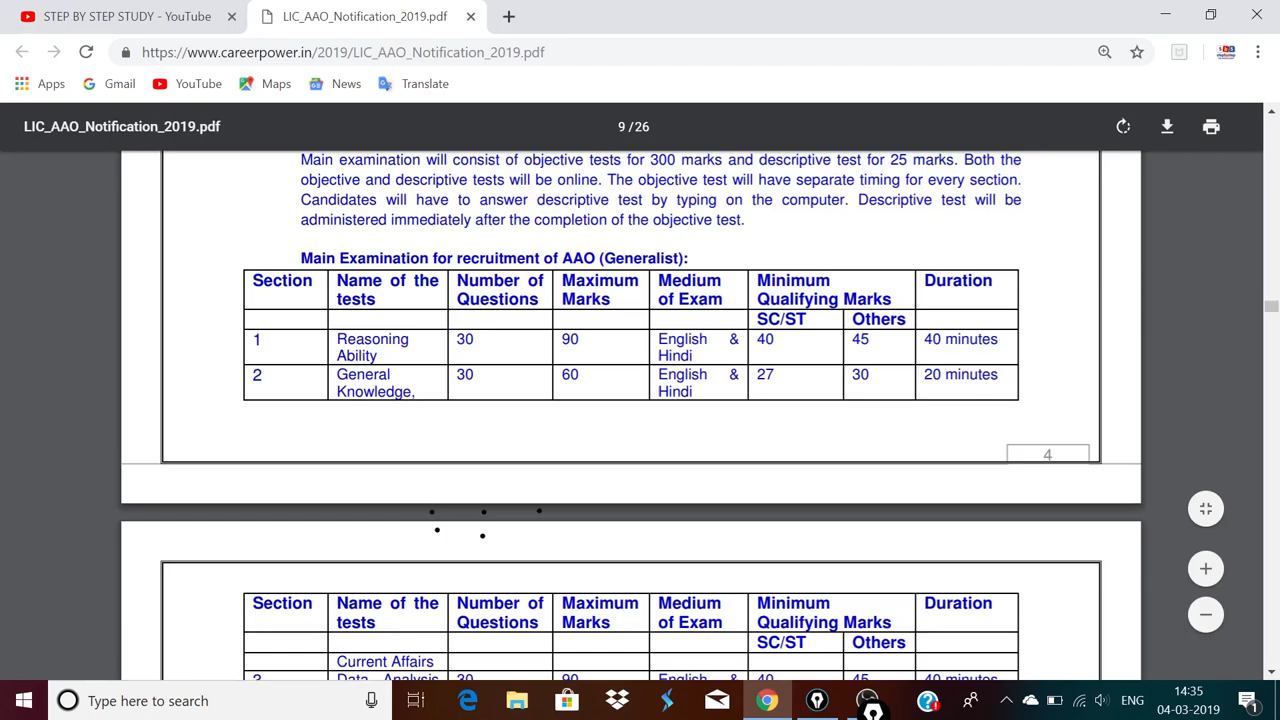 STEP BY STEP STUDY - YouTube
LIC_AAO_Notification_2019.pdf
https://www.careerpower.in/2019/LIC_AAO_Notification_2019.pdf
Apps Gmail YouTube Maps News Translate
LIC_AAO_Notification_2019.pdf 9 / 26
Main examination will consist of objective tests for 300 marks and descriptive test for 25 marks. Both the
objective and descriptive tests will be online. The objective test will have separate timing for every section.
Candidates will have to answer descriptive test by typing on the computer. Descriptive test will be
administered immediately after the completion of the objective test.
Main Examination for recruitment of AAO (Generalist):
Section Name of the Number of Maximum Medium Minimum Duration
tests Questions Marks of Exam Qualifying Marks
SC/ST Others
1 Reasoning 30 90 English & 40 45 40 minutes
Ability Hindi
2 General 30 60 English & 27 30 20 minutes
Knowledge, Hindi
4
Section Name of the Number of Maximum Medium Minimum Duration
tests Questions Marks of Exam Qualifying Marks
SC/ST Others
Current Affairs
3 Data Analysis 30 90 English & 40 45 40 minutes
Type here to search ENG 14:35
04-03-2019 1